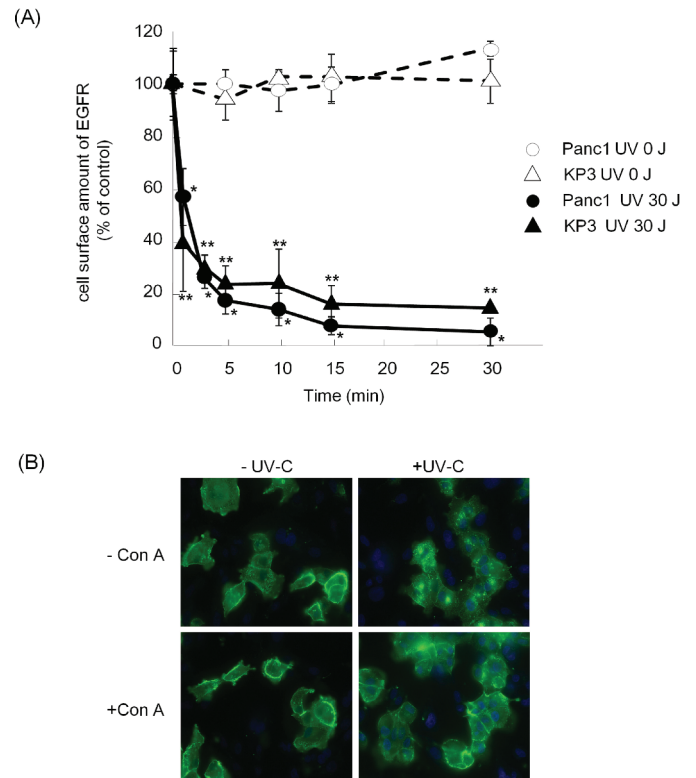 (A)
cell surface amount of EGFR
(% of control)
120
100
80
60
40
20
0
*
**
**
*
**
*
**
*
**
*
**
*
0 5 10 15 20 25 30
Time (min)
Panc1 UV 0 J
KP3 UV 0 J
Panc1 UV 30 J
KP3 UV 30 J
(B)
- UV-C +UV-C
- Con A
+Con A